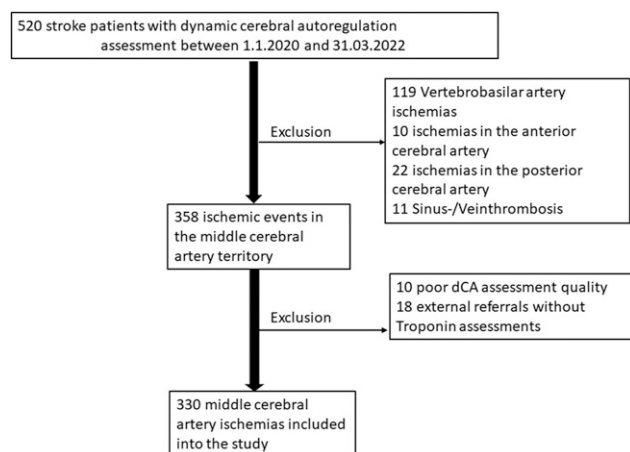 520 stroke patients with dynamic cerebral autoregulation
assessment between 1.1.2020 and 31.03.2022
Exclusion
119 Vertebrobasilar artery
ischemias
10 ischemias in the anterior
cerebral artery
22 ischemias in the posterior
cerebral artery
11 Sinus-/Veinthrombosis
358 ischemic events in
the middle cerebral
artery territory
Exclusion
10 poor dCA assessment quality
18 external referrals without
Troponin assessments
330 middle cerebral
artery ischemias included
into the study